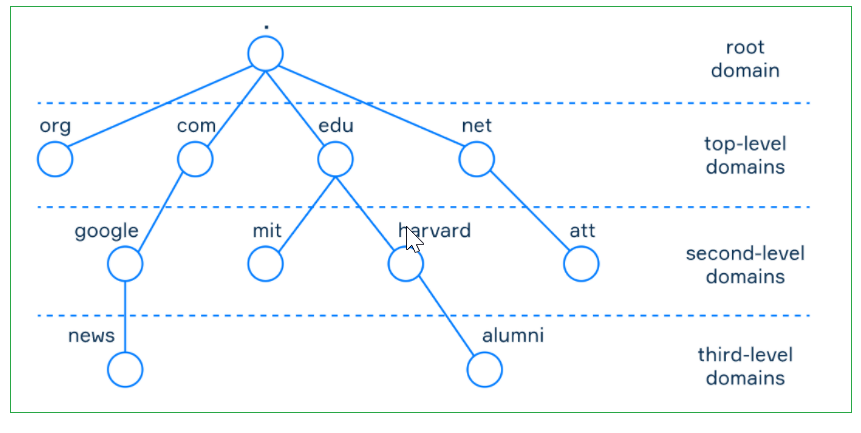 .
root
domain
org com edu net
top-level
domains
google mit harvard att
second-level
domains
news alumni
third-level
domains